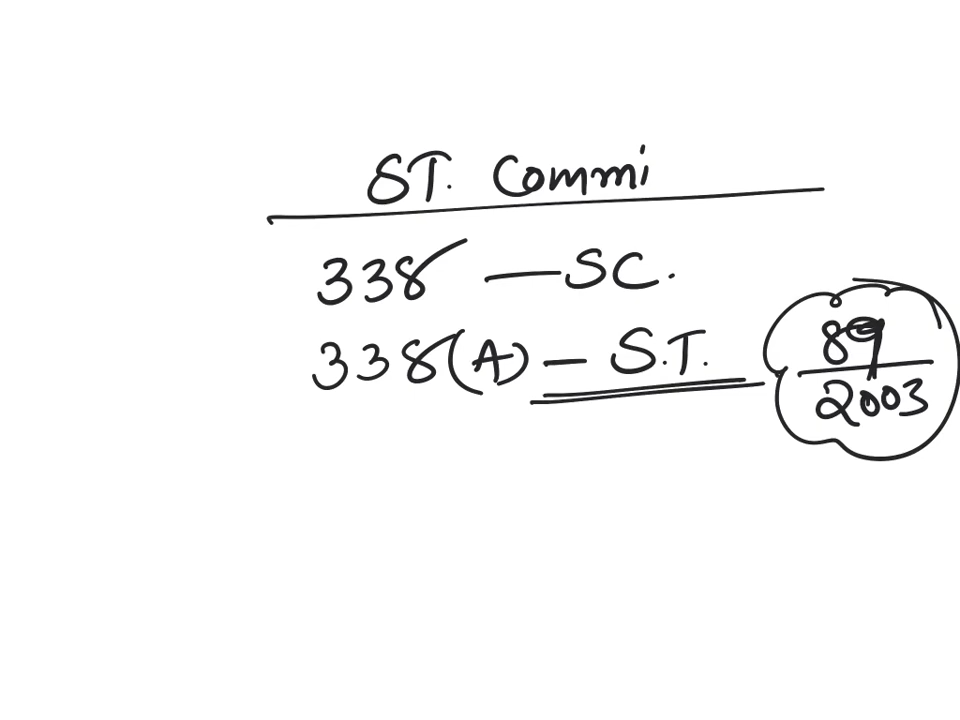 ST. Commi
338 — SC.
338(A) — S.T.
89
2003